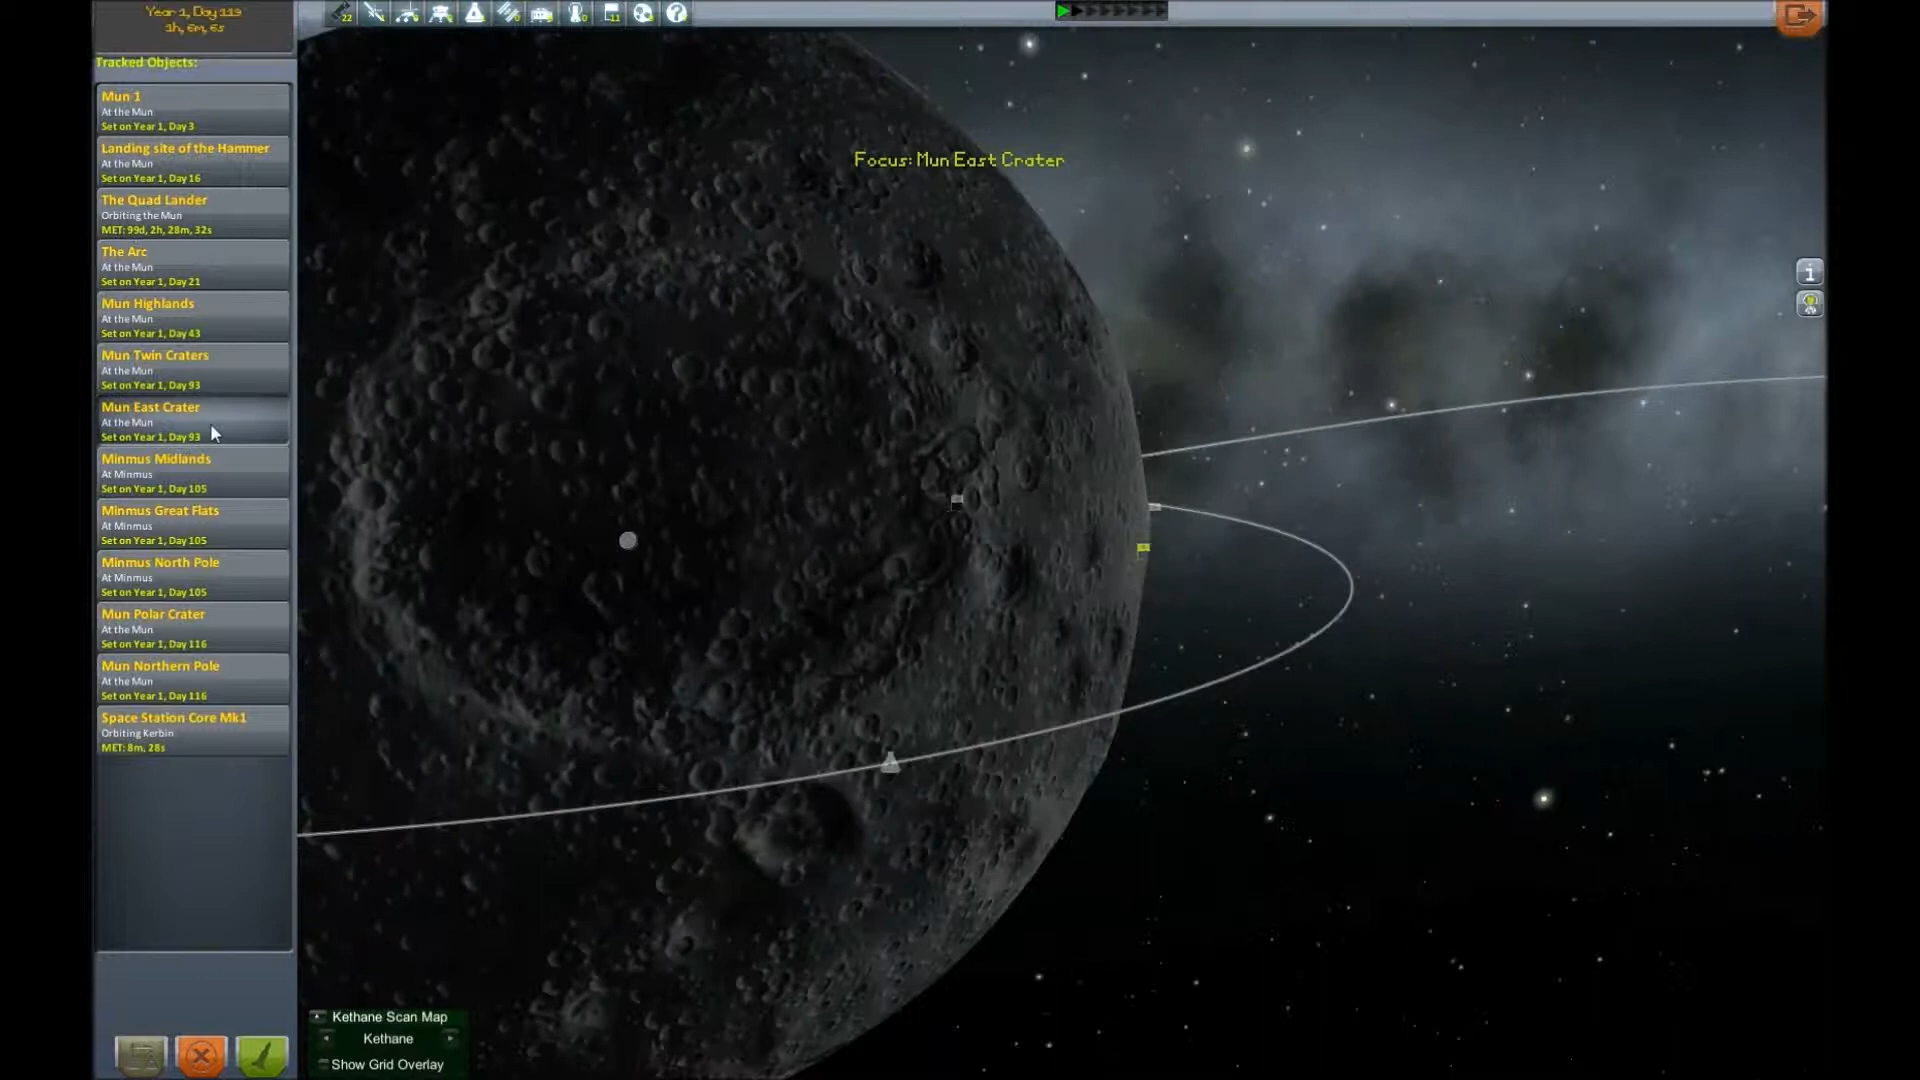 Year 1, Day 119
1h, 6m, 6s
22
11
Tracked Objects:
Mun 1
At the Mun
Set on Year 1, Day 3
Landing site of the Hammer
At the Mun
Set on Year 1, Day 16
The Quad Lander
Orbiting the Mun
MET: 99d, 2h, 28m, 32s
The Arc
At the Mun
Set on Year 1, Day 21
Mun Highlands
At the Mun
Set on Year 1, Day 43
Mun Twin Craters
At the Mun
Set on Year 1, Day 93
Mun East Crater
At the Mun
Set on Year 1, Day 93
Minmus Midlands
At Minmus
Set on Year 1, Day 105
Minmus Great Flats
At Minmus
Set on Year 1, Day 105
Minmus North Pole
At Minmus
Set on Year 1, Day 105
Mun Polar Crater
At the Mun
Set on Year 1, Day 116
Mun Northern Pole
At the Mun
Set on Year 1, Day 116
Space Station Core Mk1
Orbiting Kerbin
MET: 8m, 28s
Focus: Mun East Crater
Kethane Scan Map
Kethane
Show Grid Overlay